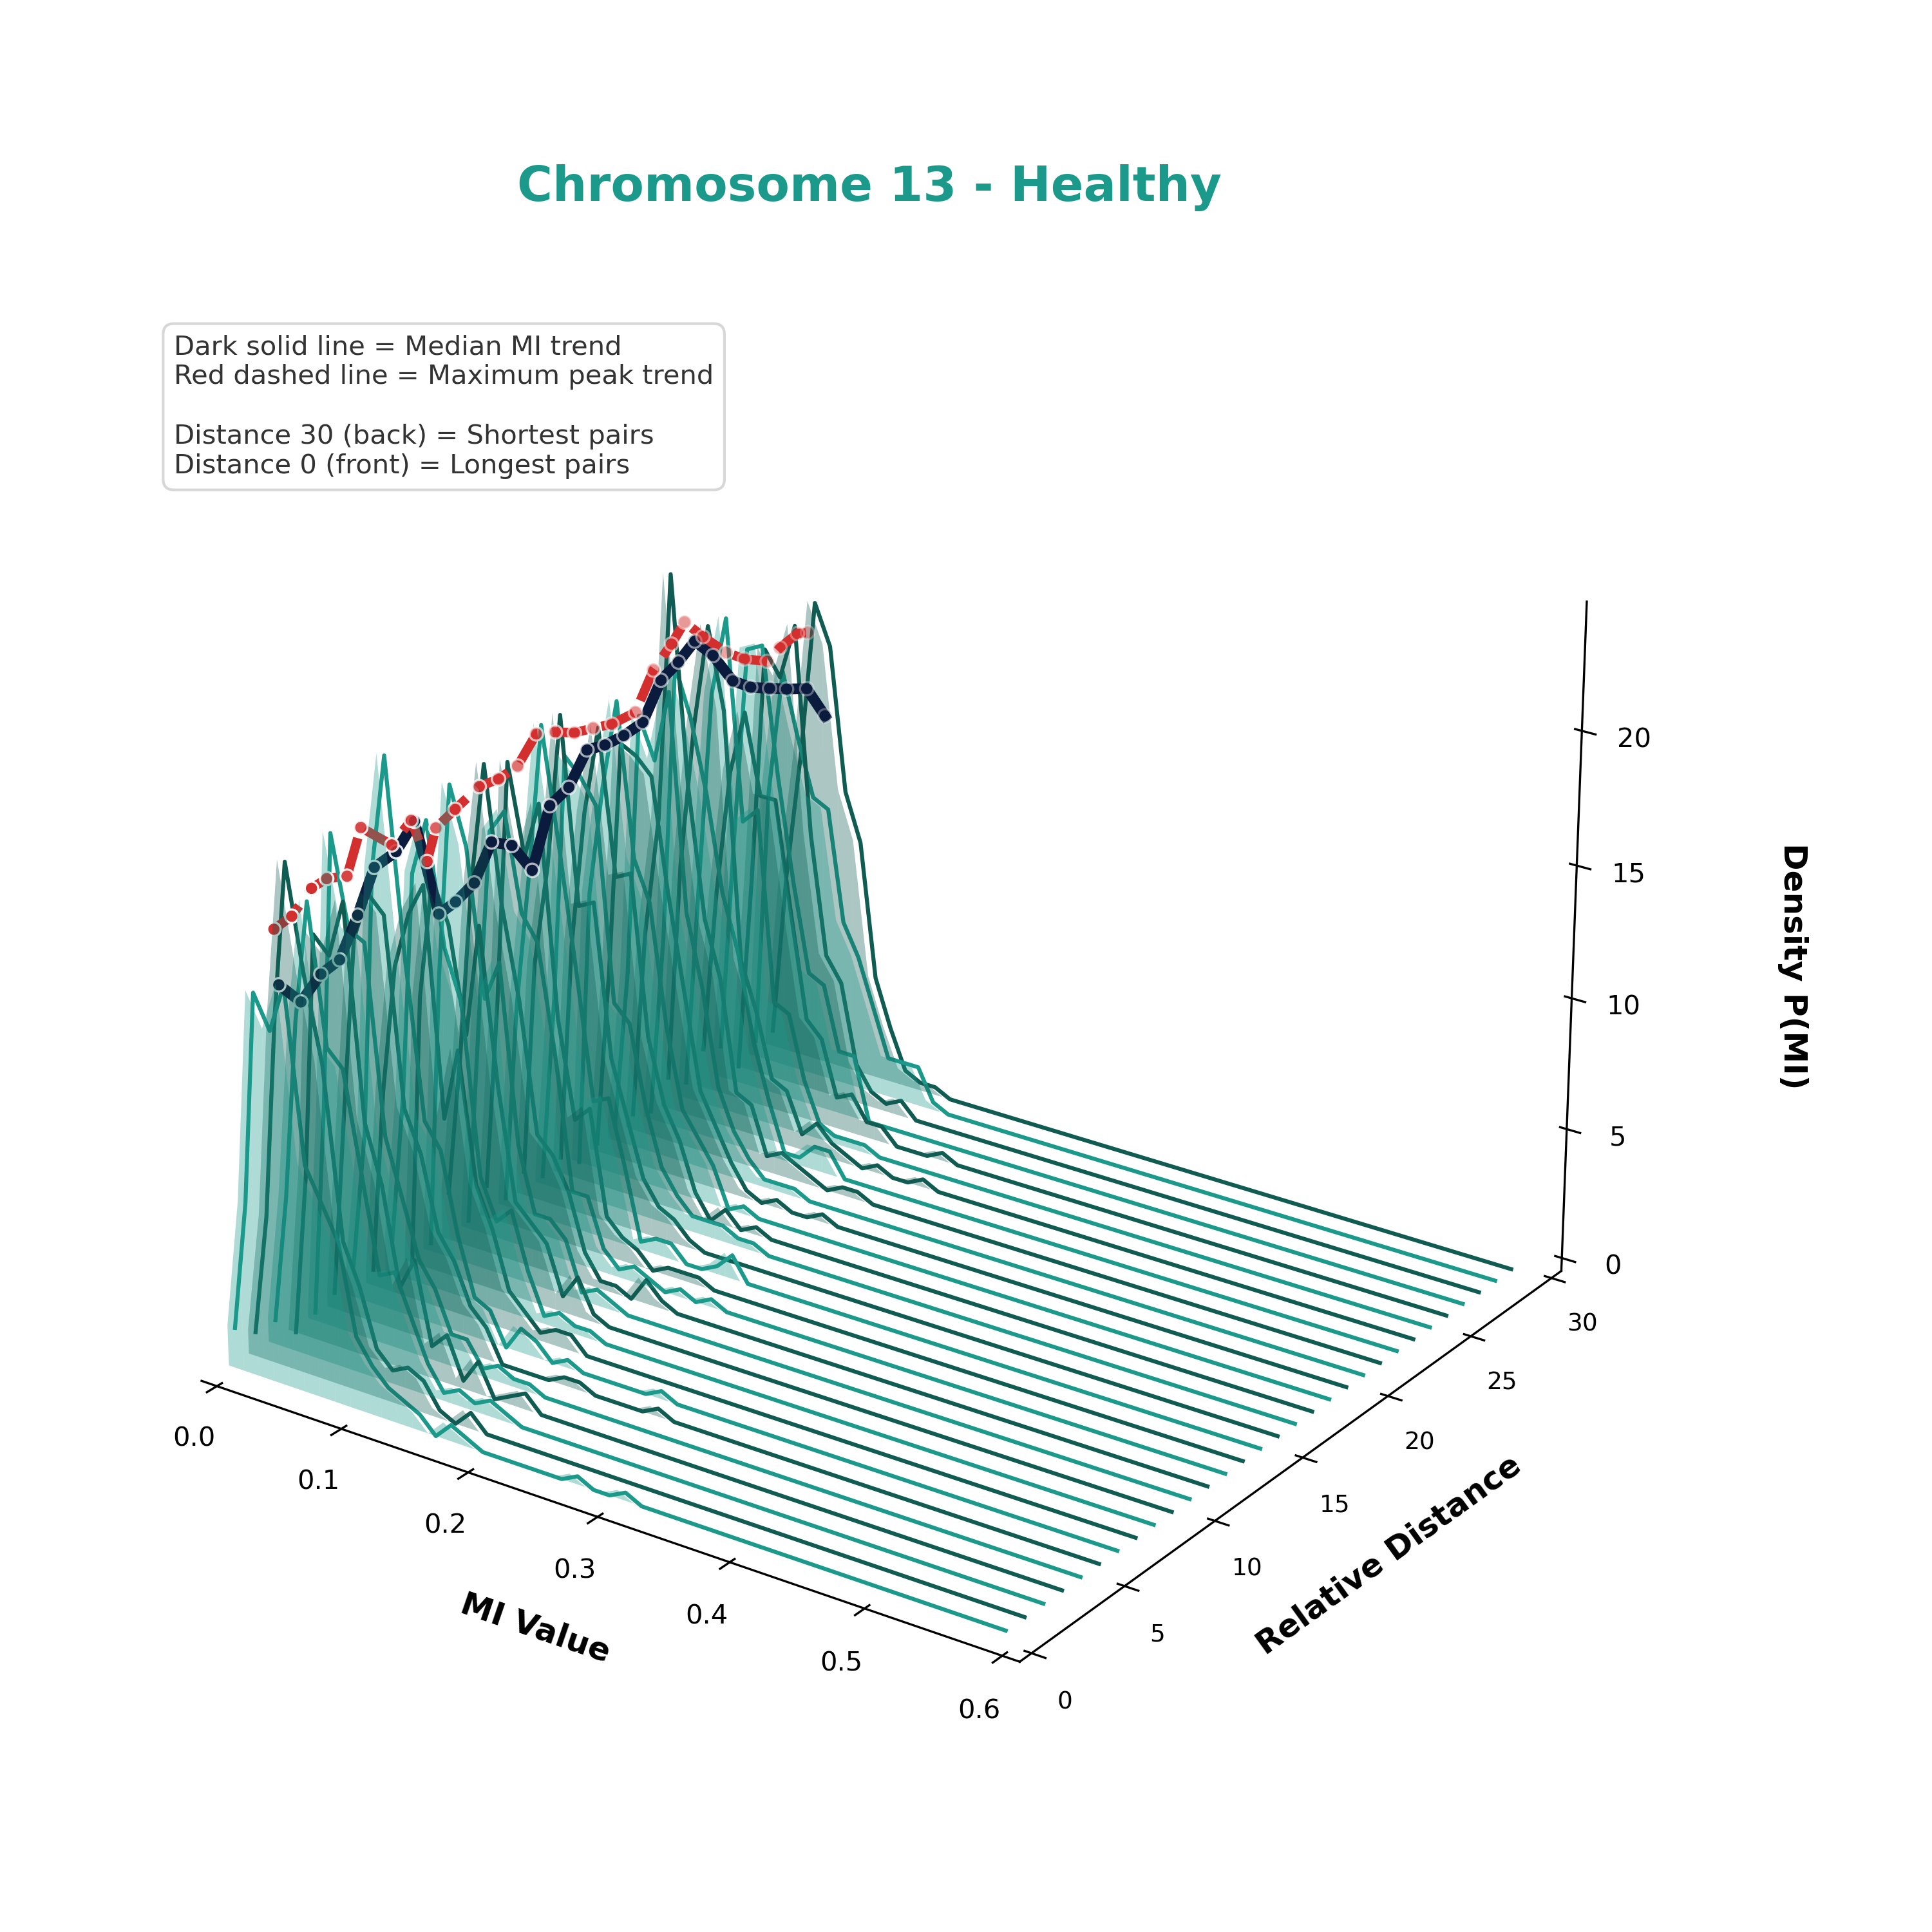 Chromosome 13 - Healthy
Dark solid line = Median MI trend
Red dashed line = Maximum peak trend
Distance 30 (back) = Shortest pairs
Distance 0 (front) = Longest pairs
20
15
10
5
0
Density P(MI)
30
25
20
15
10
5
0
Relative Distance
0.0
0.1
0.2
0.3
0.4
0.5
0.6
MI Value